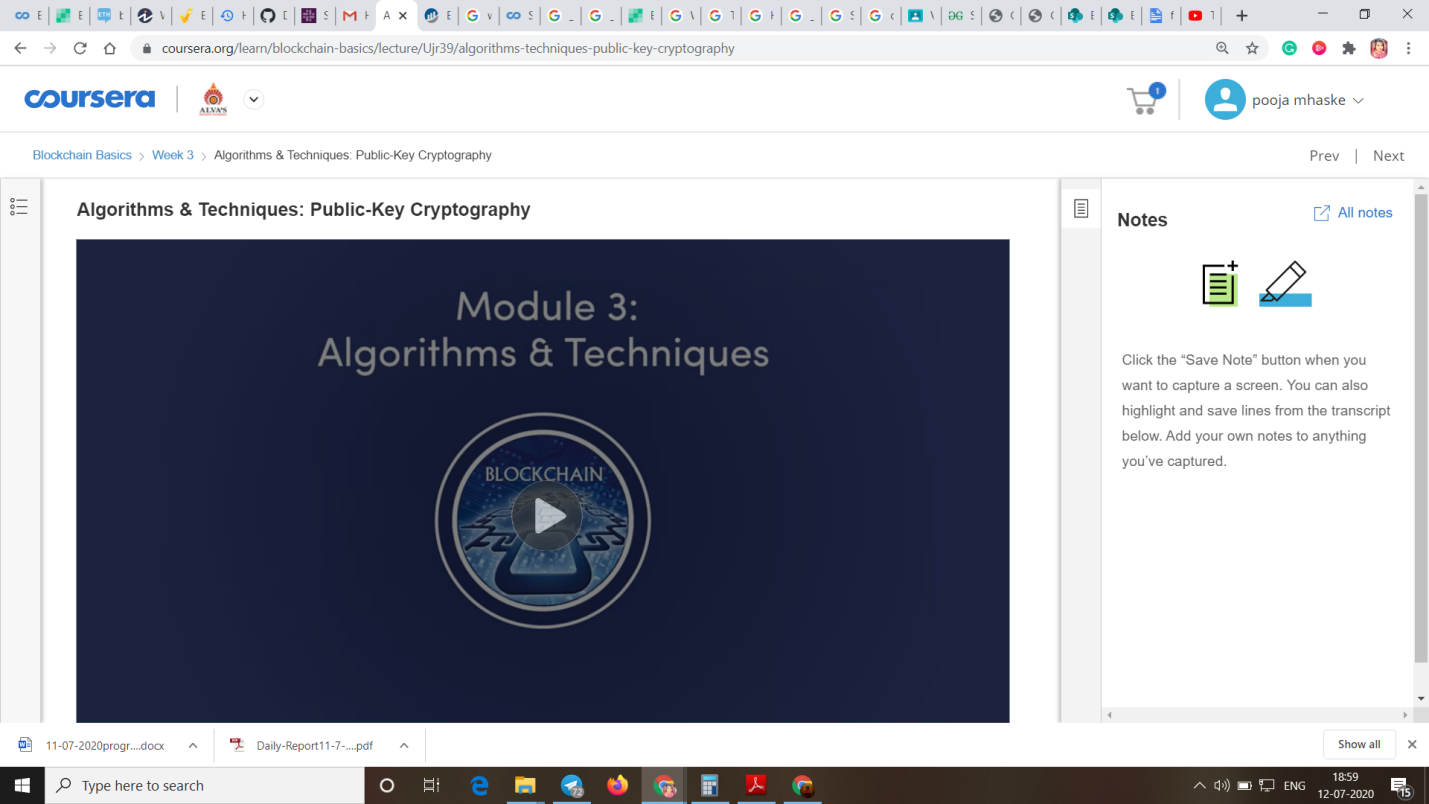 coursera.org/learn/blockchain-basics/lecture/Ujr39/algorithms-techniques-public-key-cryptography
coursera
ALVA'S
1
pooja mhaske
Blockchain Basics > Week 3 > Algorithms & Techniques: Public-Key Cryptography
Prev | Next
Algorithms & Techniques: Public-Key Cryptography
Module 3:
Algorithms & Techniques
BLOCKCHAIN
Notes
All notes
Click the “Save Note” button when you
want to capture a screen. You can also
highlight and save lines from the transcript
below. Add your own notes to anything
you’ve captured.
11-07-2020progr....docx
Daily-Report11-7-....pdf
Show all
Type here to search
72
ENG
18:59
12-07-2020
15